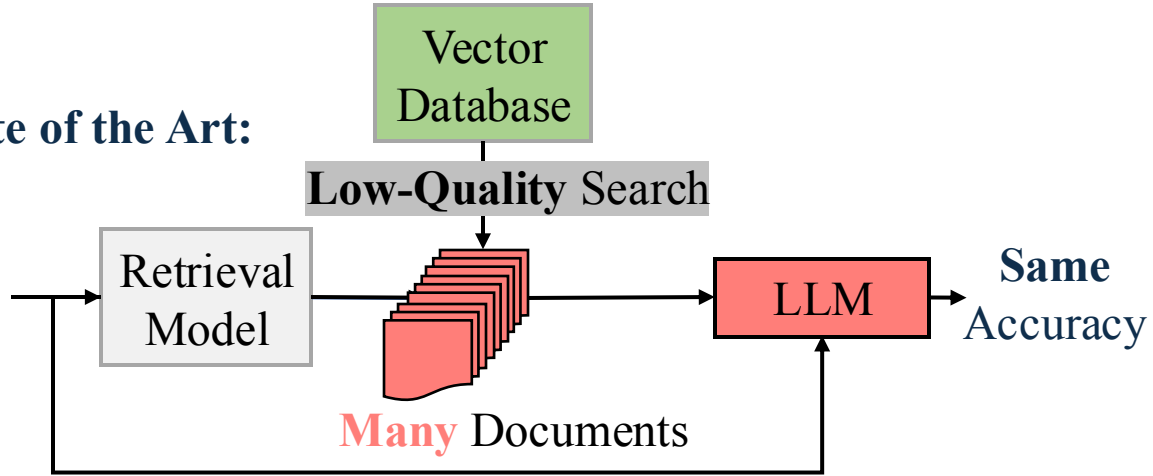 Vector
Database
te of the Art:
Low-Quality Search
Retrieval
Model
LLM
Same
Accuracy
Many Documents